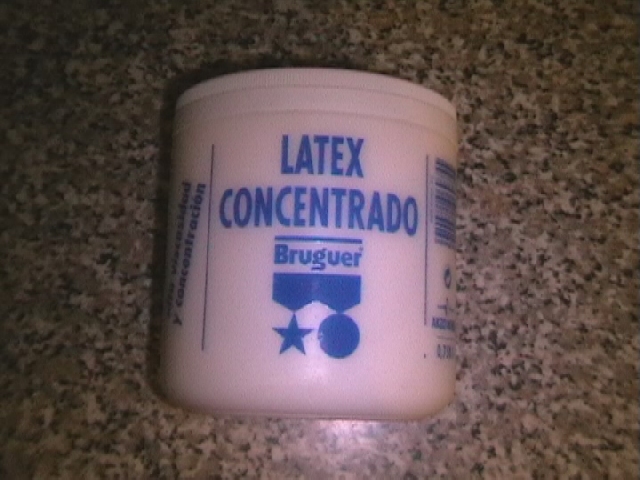 LATEX
CONCENTRADO
Bruguer
y concentración